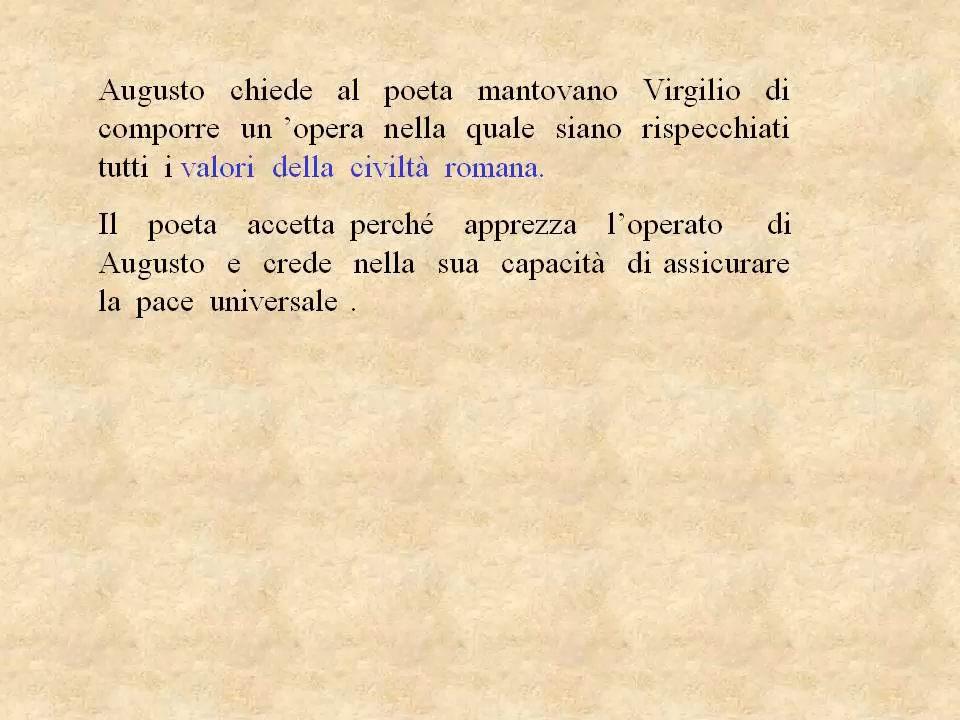 Augusto chiede al poeta mantovano Virgilio di
comporre un ’opera nella quale siano rispecchiati
tutti i valori della civiltà romana.
Il poeta accetta perché apprezza l’operato di
Augusto e crede nella sua capacità di assicurare
la pace universale .